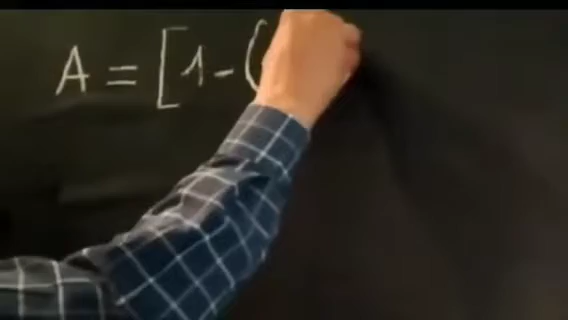 A = [1-(